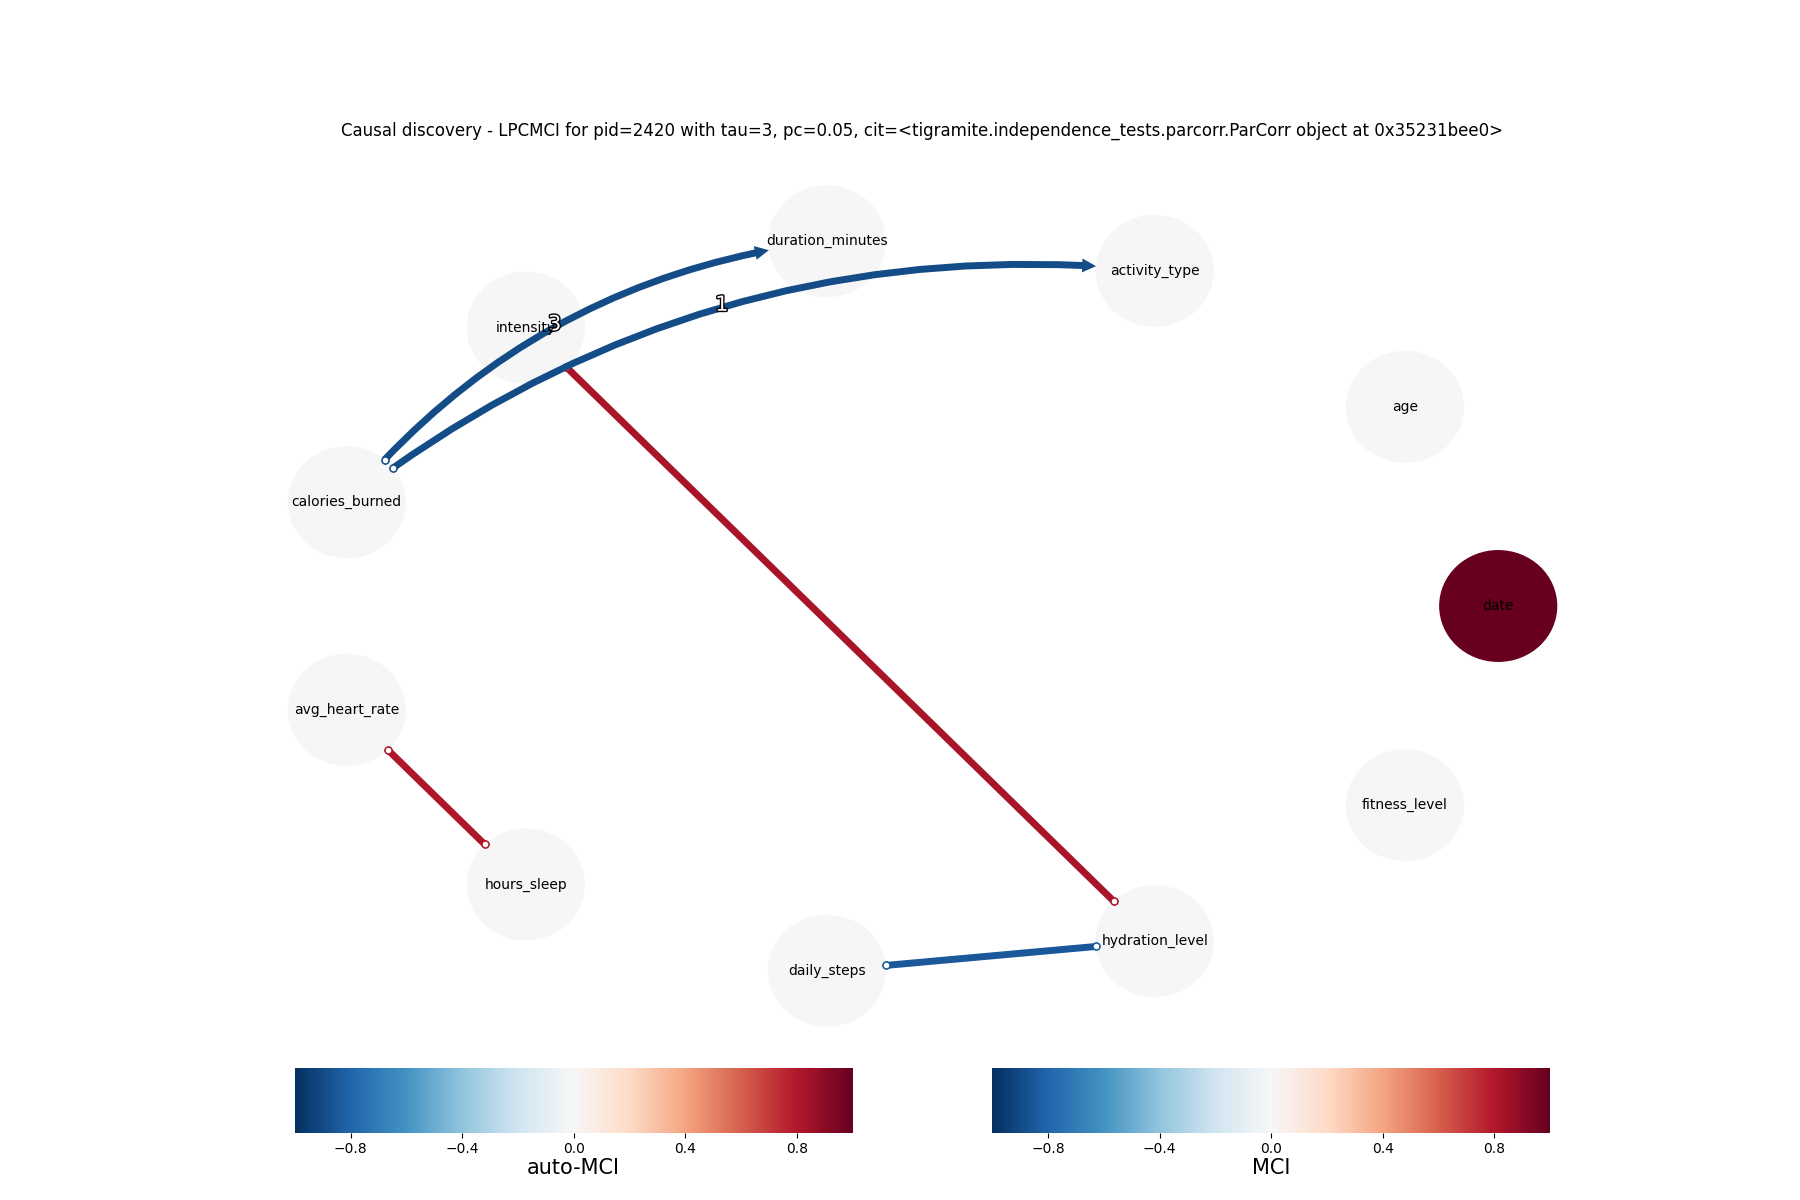 Causal discovery - LPCMCI for pid=2420 with tau=3, pc=0.05, cit=<tigramite.independence_tests.parcorr.ParCorr object at 0x35231bee0>
duration_minutes
activity_type
1
intensity
3
age
calories_burned
date
avg_heart_rate
fitness_level
hours_sleep
hydration_level
daily_steps
−0.8 −0.4 0.0 0.4 0.8
auto-MCI
−0.8 −0.4 0.0 0.4 0.8
MCI